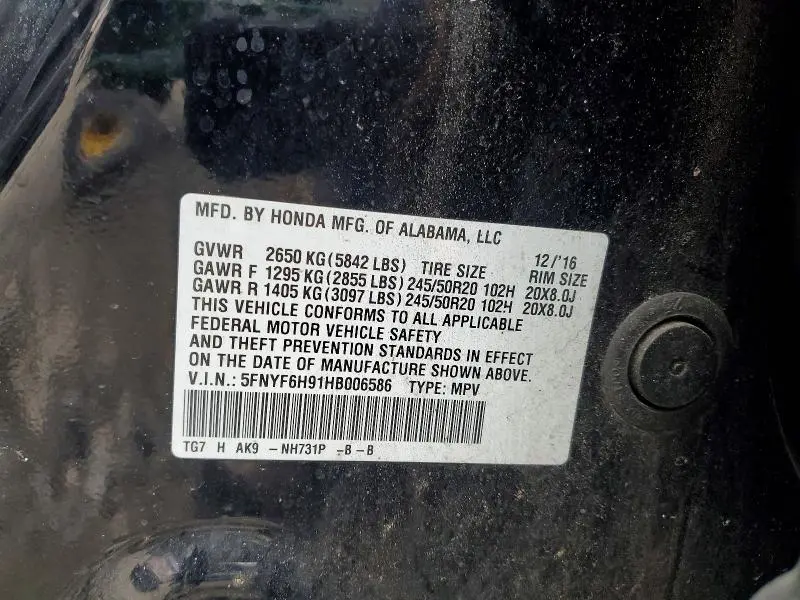 MFD. BY HONDA MFG. OF ALABAMA, LLC
GVWR 2650 KG (5842 LBS) TIRE SIZE 12/'16 RIM SIZE
GAWR F 1295 KG (2855 LBS) 245/50R20 102H 20X8.0J
GAWR R 1405 KG (3097 LBS) 245/50R20 102H 20X8.0J
THIS VEHICLE CONFORMS TO ALL APPLICABLE
FEDERAL MOTOR VEHICLE SAFETY
AND THEFT PREVENTION STANDARDS IN EFFECT
ON THE DATE OF MANUFACTURE SHOWN ABOVE.
V.I.N.: 5FNYF6H91HB006586 TYPE: MPV
TG7 H AK9 -NH731P -B -B